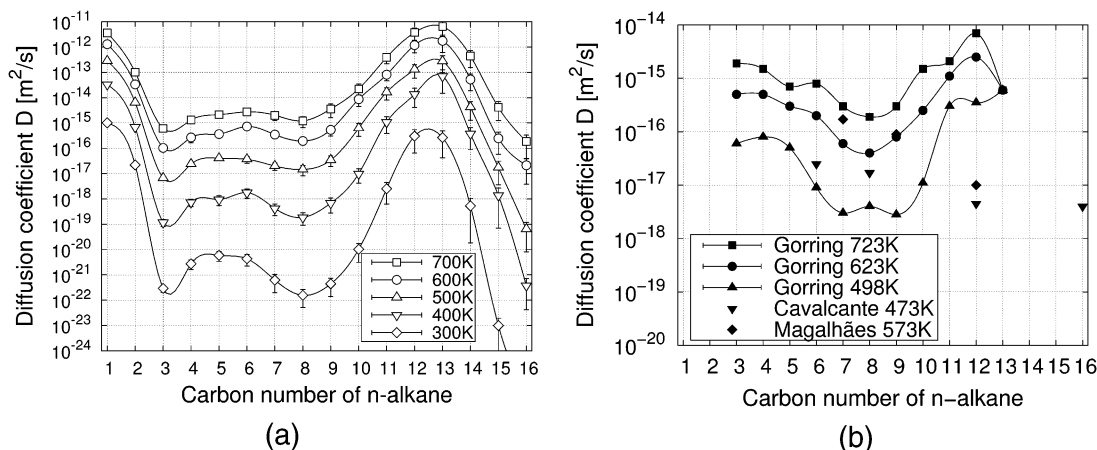 Diffusion coefficient D [m²/s]
10⁻¹¹
10⁻¹²
10⁻¹³
10⁻¹⁴
10⁻¹⁵
10⁻¹⁶
10⁻¹⁷
10⁻¹⁸
10⁻¹⁹
10⁻²⁰
10⁻²¹
10⁻²²
10⁻²³
10⁻²⁴
700K
600K
500K
400K
300K
1 2 3 4 5 6 7 8 9 10 11 12 13 14 15 16
Carbon number of n-alkane
(a)
Diffusion coefficient D [m²/s]
10⁻¹⁴
10⁻¹⁵
10⁻¹⁶
10⁻¹⁷
10⁻¹⁸
10⁻¹⁹
10⁻²⁰
Gorring 723K
Gorring 623K
Gorring 498K
Cavalcante 473K
Magalhães 573K
1 2 3 4 5 6 7 8 9 10 11 12 13 14 15 16
Carbon number of n−alkane
(b)